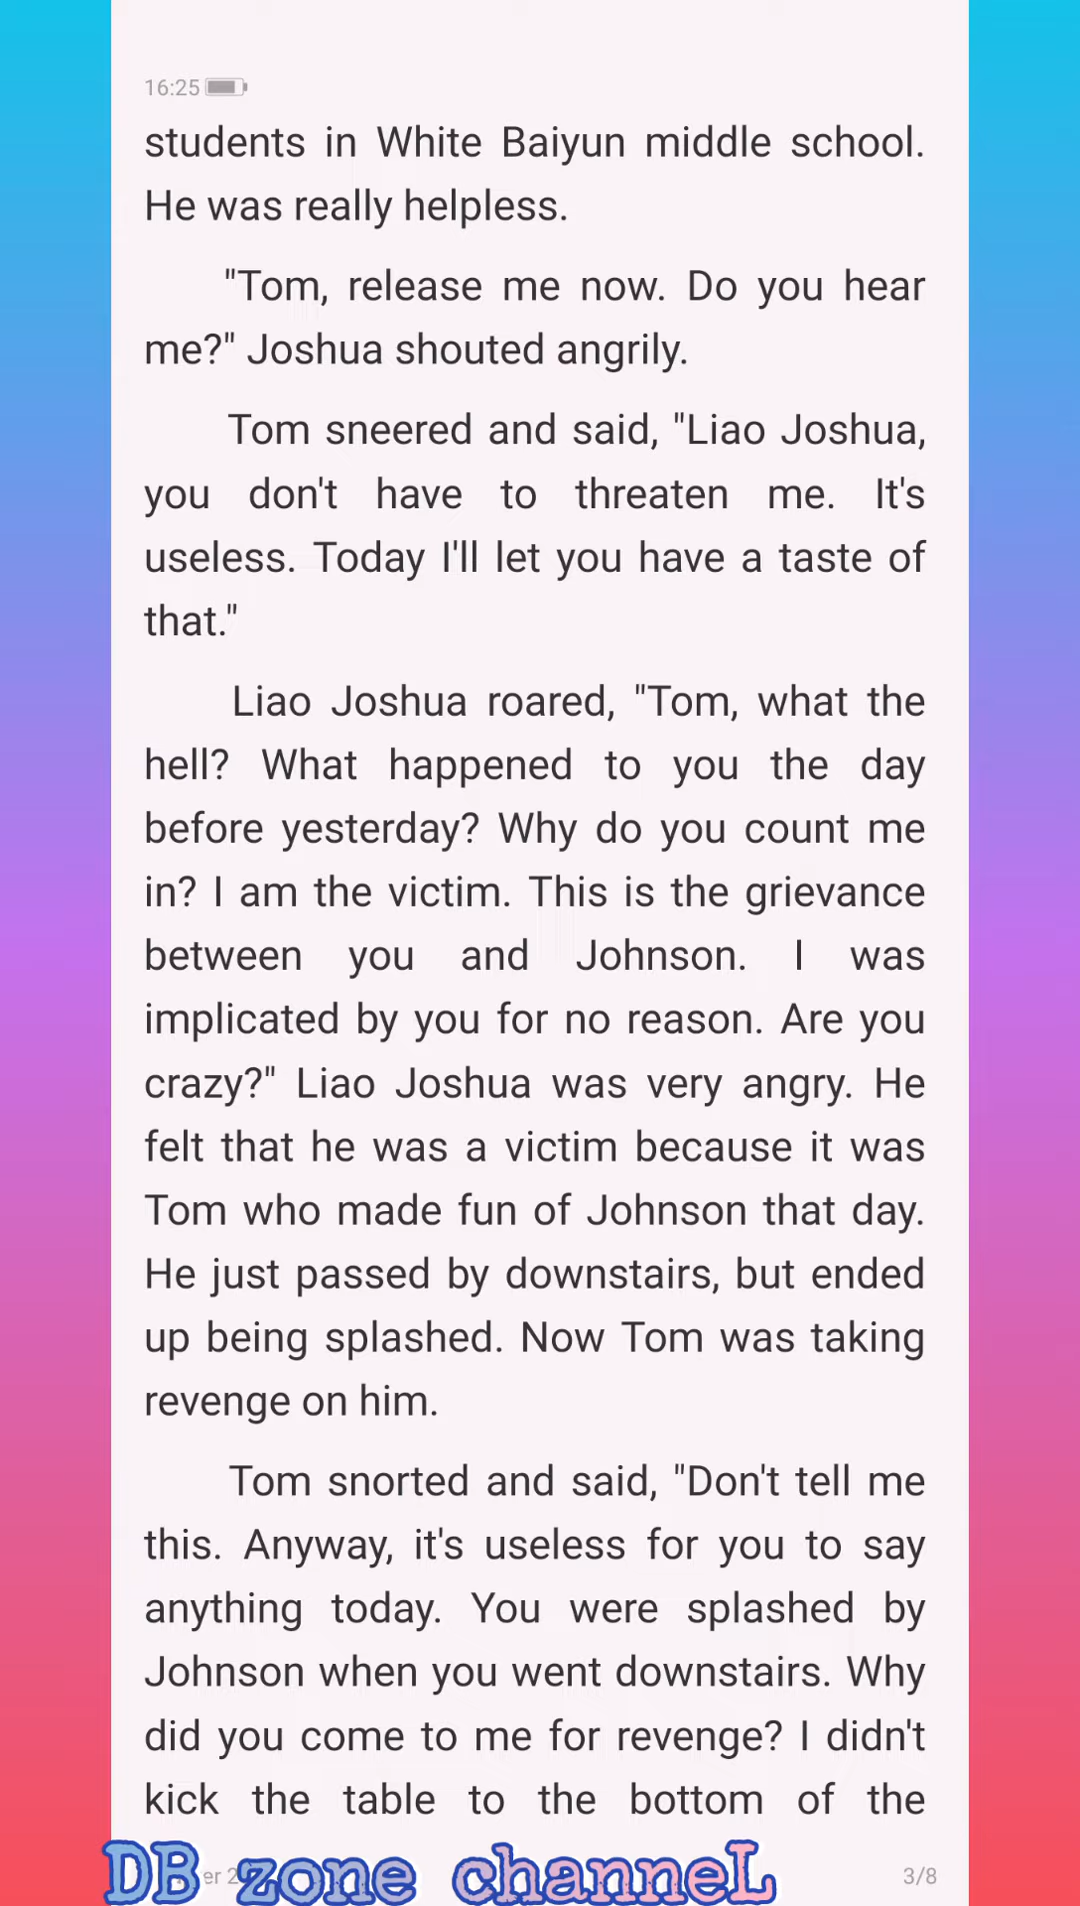 16:25
students in White Baiyun middle school.
He was really helpless.
"Tom, release me now. Do you hear
me?" Joshua shouted angrily.
Tom sneered and said, "Liao Joshua,
you don't have to threaten me. It's
useless. Today I'll let you have a taste of
that."
Liao Joshua roared, "Tom, what the
hell? What happened to you the day
before yesterday? Why do you count me
in? I am the victim. This is the grievance
between you and Johnson. I was
implicated by you for no reason. Are you
crazy?" Liao Joshua was very angry. He
felt that he was a victim because it was
Tom who made fun of Johnson that day.
He just passed by downstairs, but ended
up being splashed. Now Tom was taking
revenge on him.
Tom snorted and said, "Don't tell me
this. Anyway, it's useless for you to say
anything today. You were splashed by
Johnson when you went downstairs. Why
did you come to me for revenge? I didn't
kick the table to the bottom of the
DB zone channeL
3/8